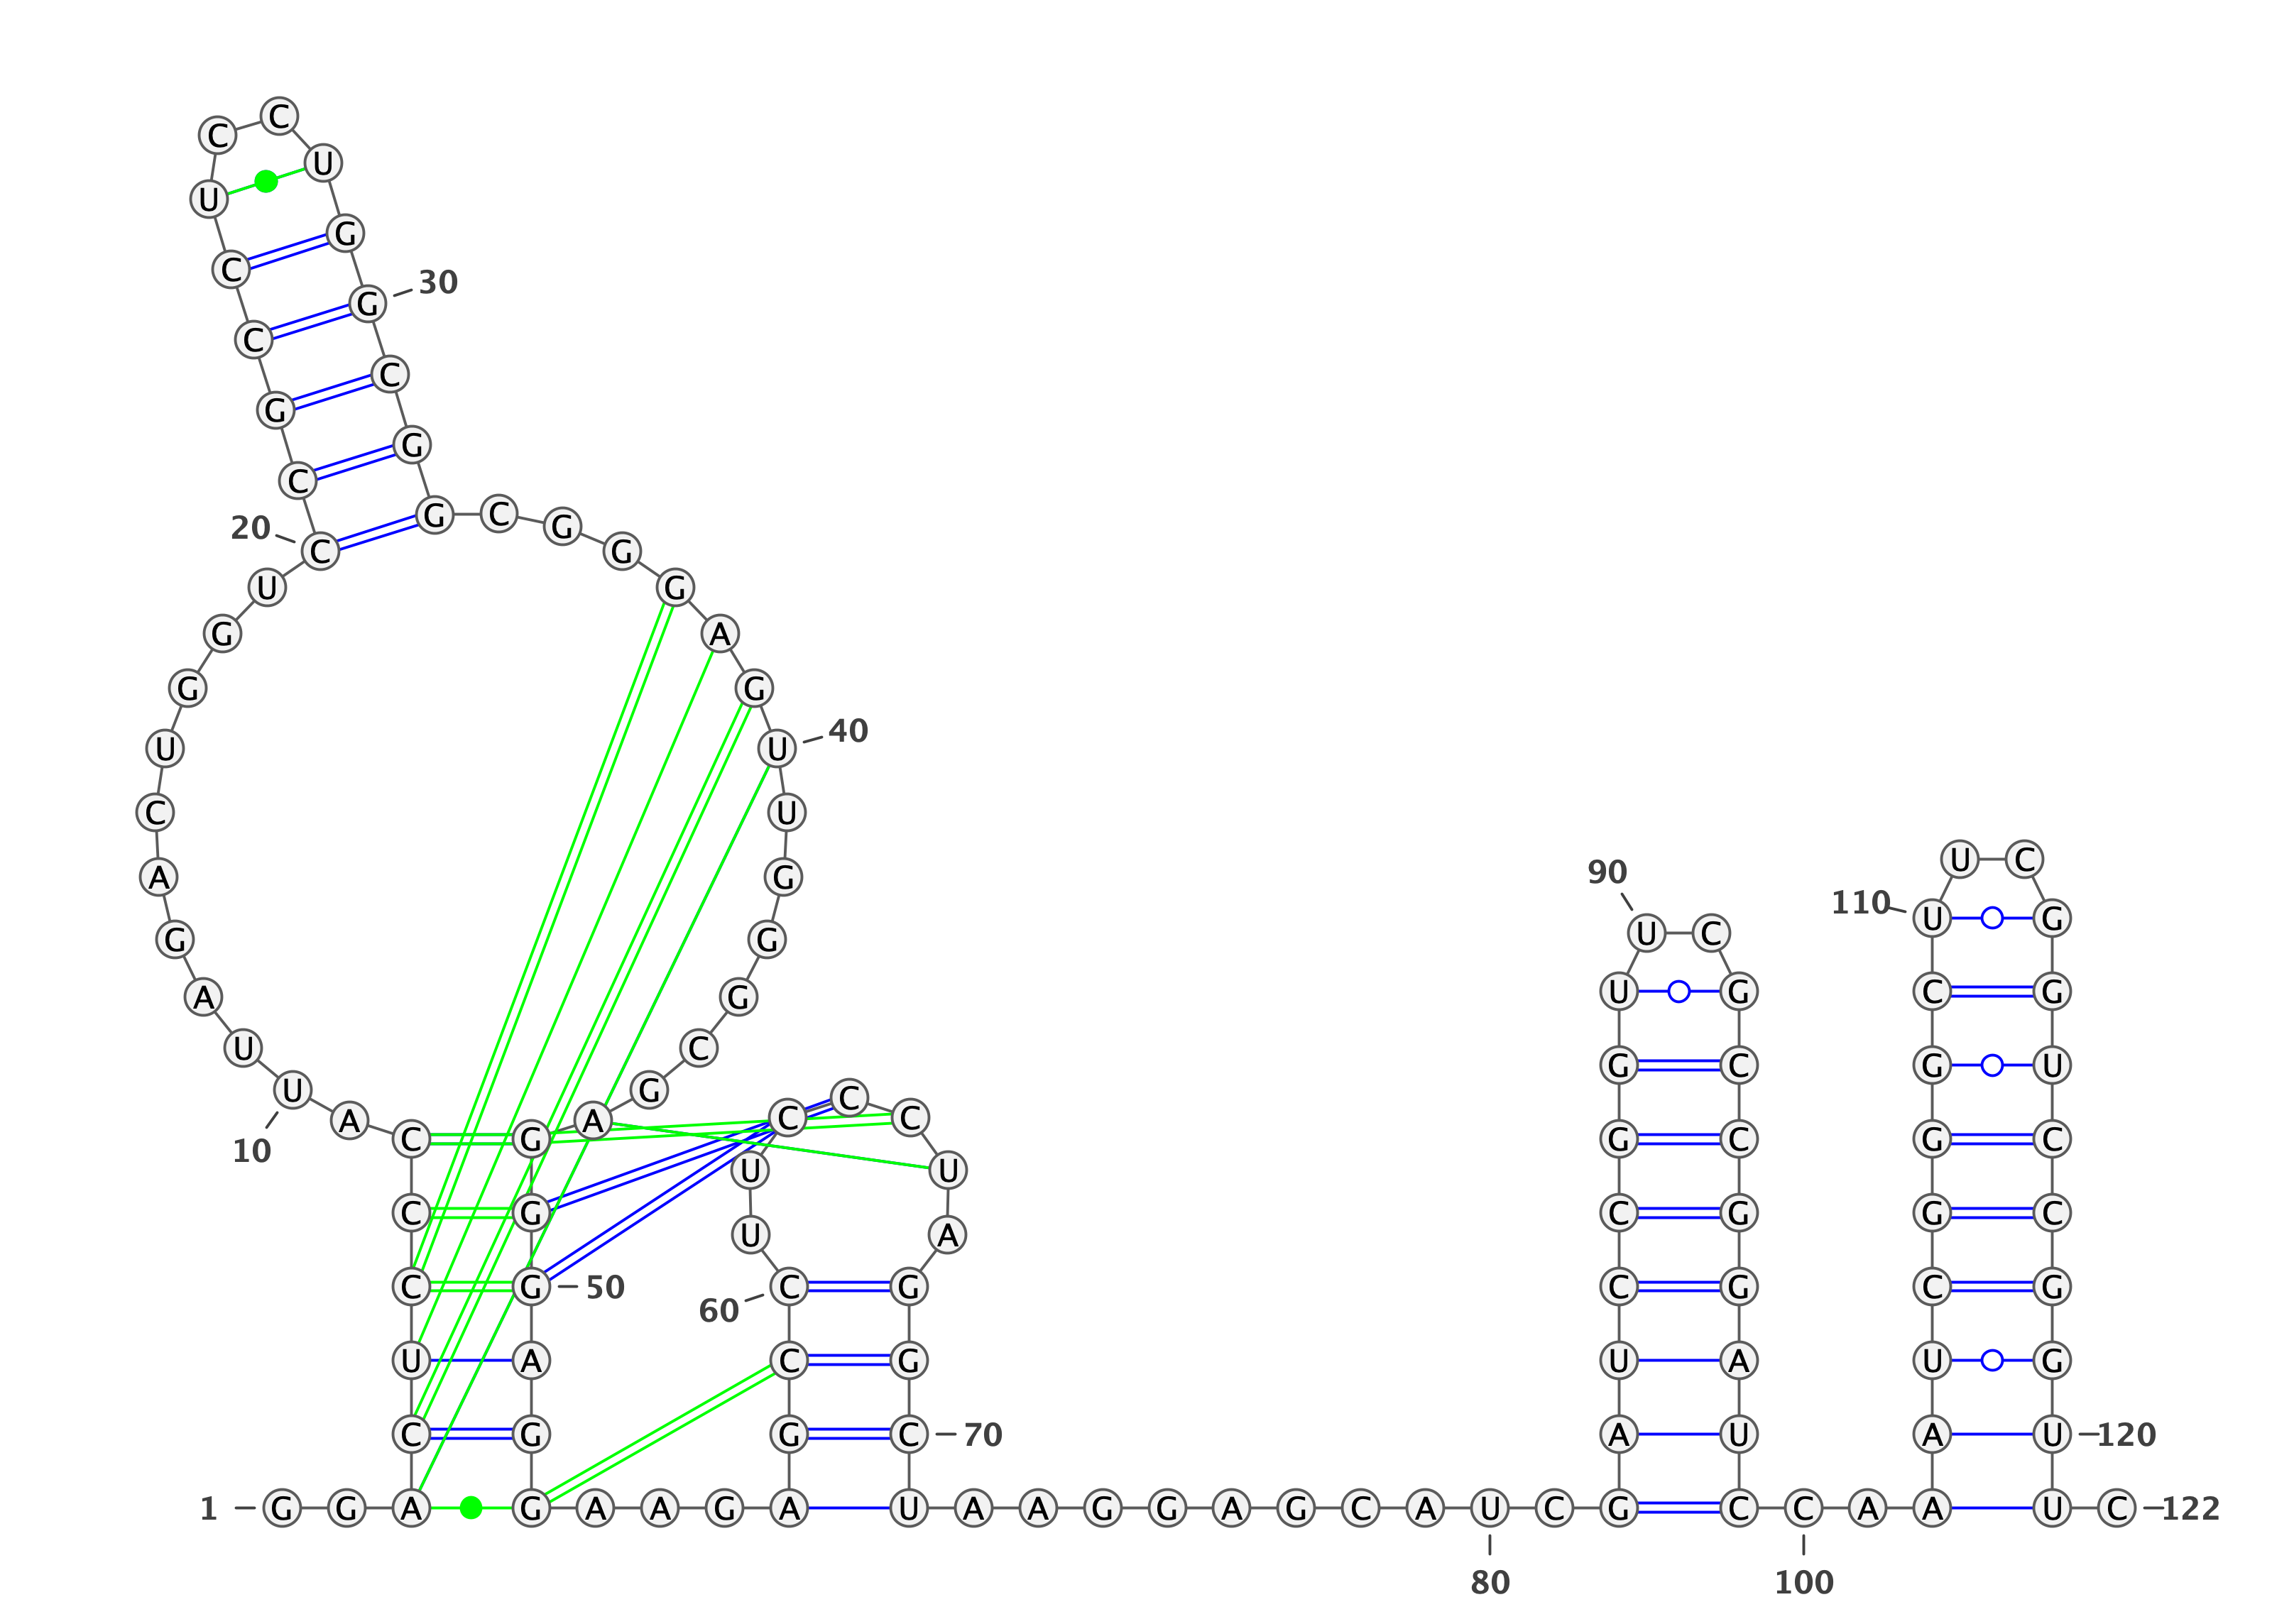 C
C U
U
G
C 30
G
C
C
G
G
C
G C G
20 C G
U G
G A
G G
U U 40
C U
U C
A G 90 110 U G
G G U C
A G U G C G
U C
U G G C G U
A A C C C
10 C G G C G C
U U
C G C G G C
U A
C G 50 C G C G C G
60
U A C G U A U G
C G G C 70 A U A U 120
1 G G A G A A G A U A A G G A G C A U C G C C A A U C 122
80 100